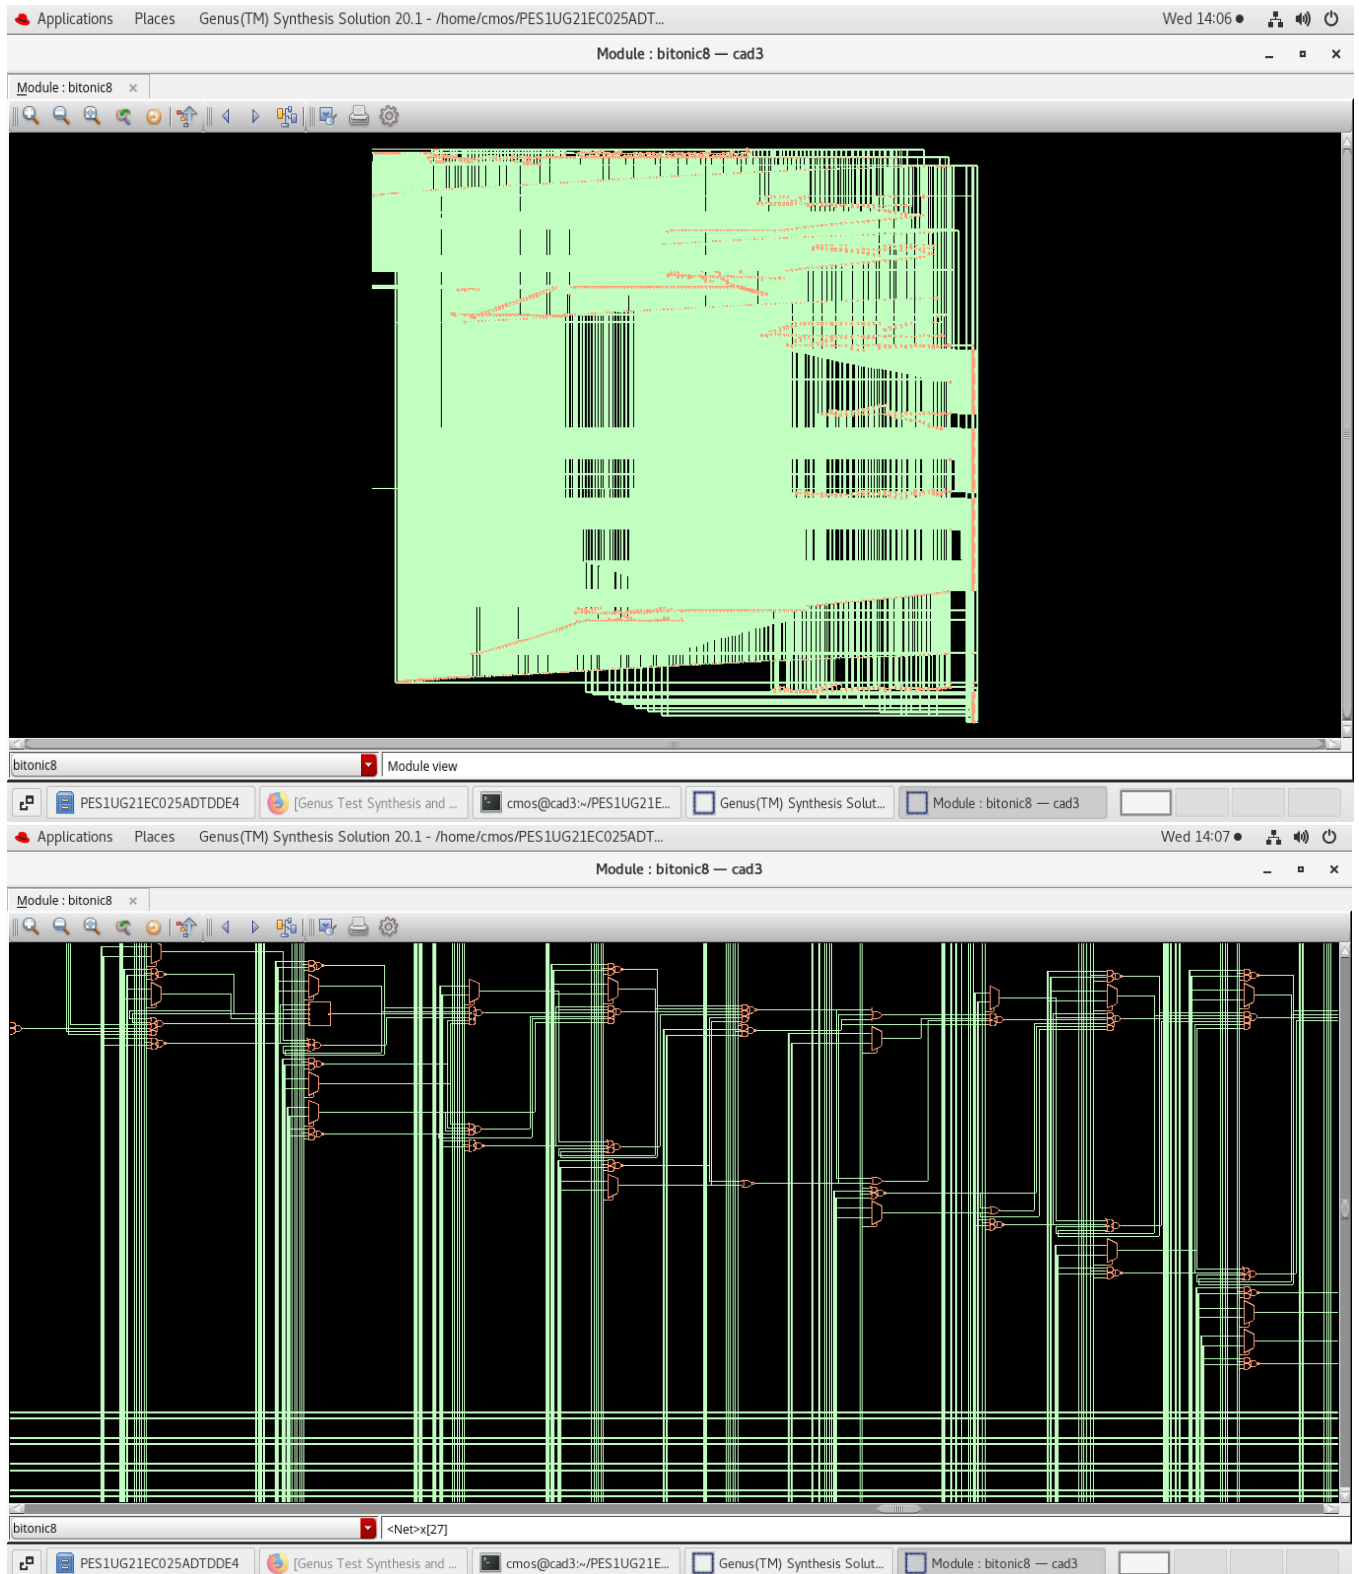 Applications Places Genus(TM) Synthesis Solution 20.1 - /home/cmos/PES1UG21EC025ADT... Wed 14:06
Module : bitonic8 — cad3
Module : bitonic8
bitonic8 Module view
PES1UG21EC025ADTDDE4 [Genus Test Synthesis and ... cmos@cad3:~/PES1UG21E... Genus(TM) Synthesis Solut... Module : bitonic8 — cad3
Applications Places Genus(TM) Synthesis Solution 20.1 - /home/cmos/PES1UG21EC025ADT... Wed 14:07
Module : bitonic8 — cad3
Module : bitonic8
bitonic8 <Net>x[27]
PES1UG21EC025ADTDDE4 [Genus Test Synthesis and ... cmos@cad3:~/PES1UG21E... Genus(TM) Synthesis Solut... Module : bitonic8 — cad3